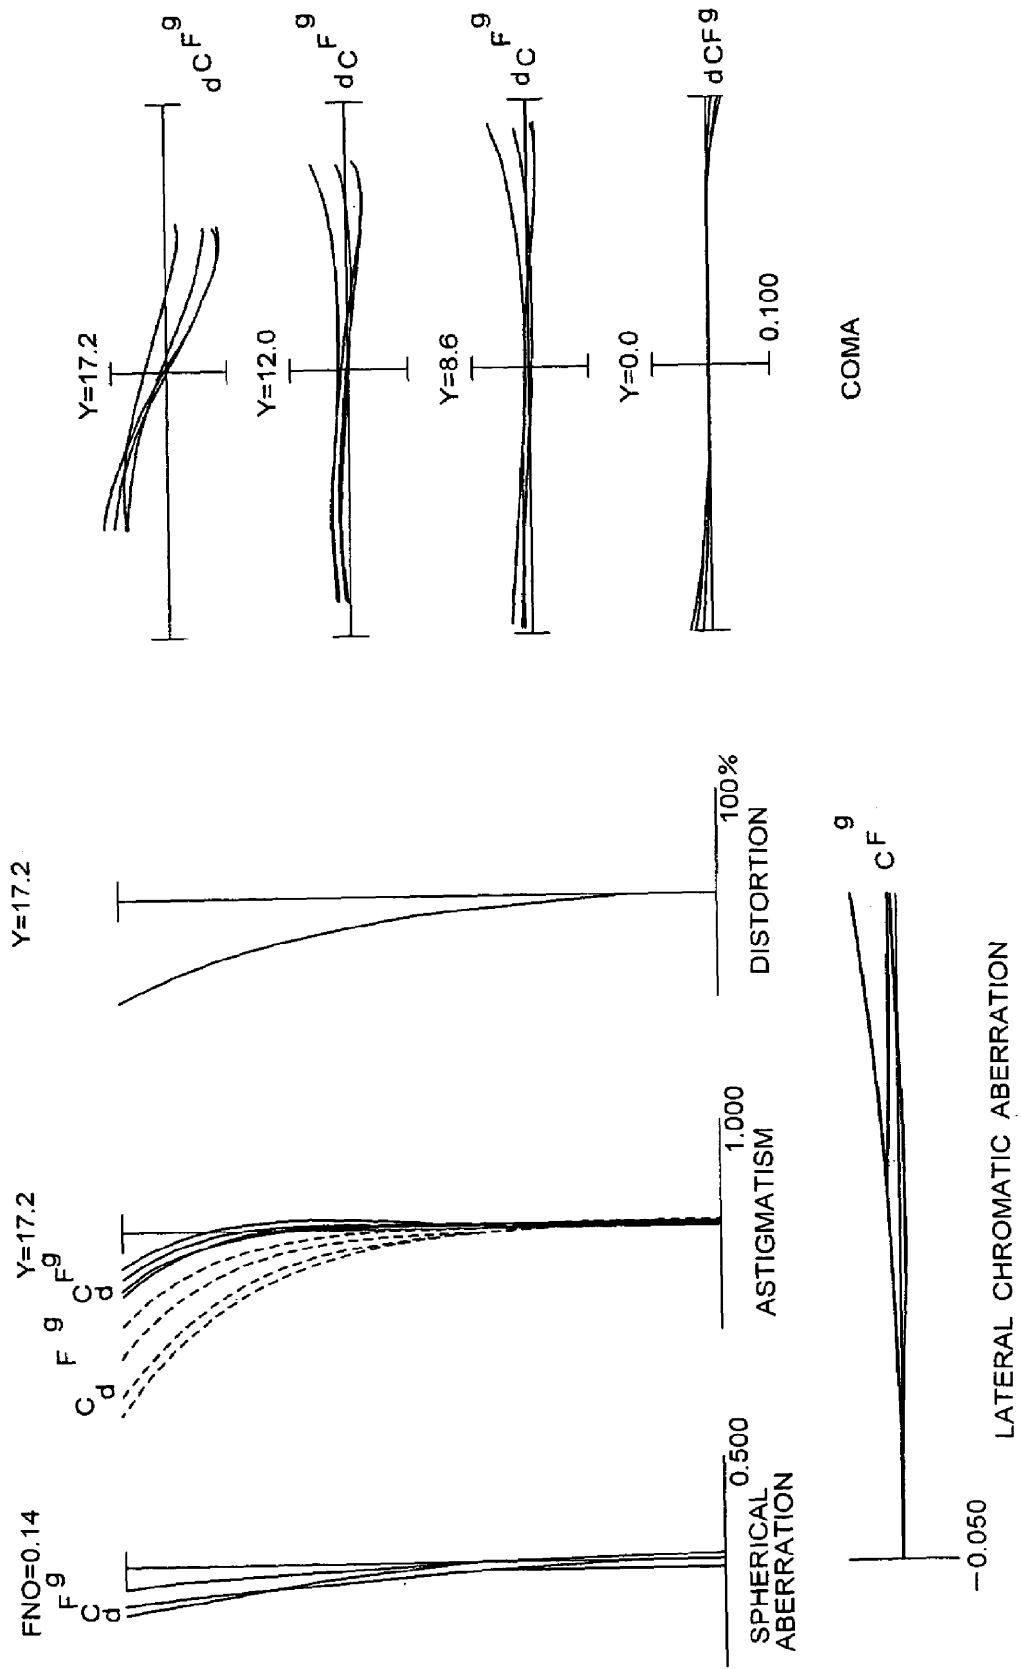 FNO=0.14
F g
C d
0.500
SPHERICAL
ABERRATION
Y=17.2
F g
C d
F g
C d
1.000
ASTIGMATISM
Y=17.2
100%
DISTORTION
Y=17.2
d C F g
Y=12.0
d C F g
Y=8.6
d C F g
Y=0.0
d C F g
0.100
COMA
g
C F
—0.050
LATERAL CHROMATIC ABERRATION